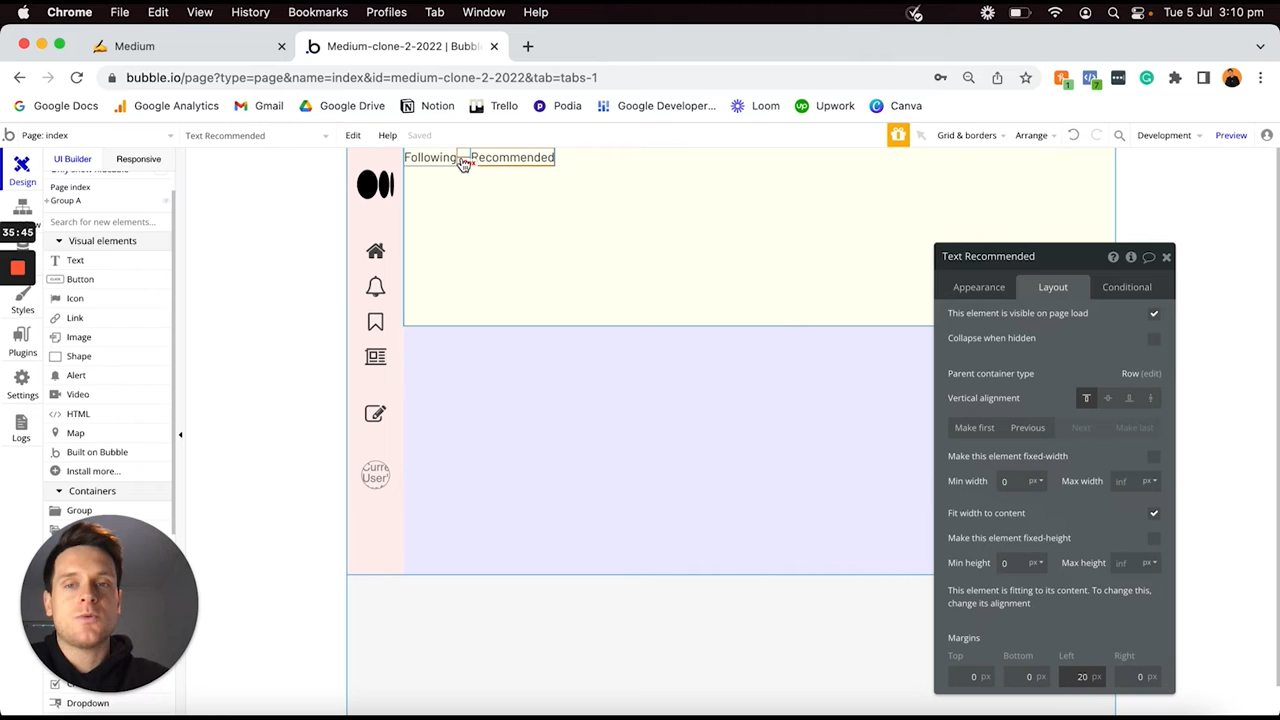 Chrome File Edit View History Bookmarks Profiles Tab Window Help Tue 5 Jul 3:10 pm
Medium
Medium-clone-2-2022 | Bubb
bubble.io/page?type=page&name=index&id=medium-clone-2-2022&tab=tabs-1
Google Docs Google Analytics Gmail Google Drive Notion Trello Podia Google Developer... Loom Upwork Canva
1 7
Page: index Text Recommended Edit Help Saved Grid & borders Arrange Development Preview
Design
35:45
Styles
Plugins
Settings
Logs
UI Builder Responsive
Page index
+ Group A
Search for new elements...
Visual elements
Text
Button
Icon
Link
Image
Shape
Alert
Video
HTML
Map
Built on Bubble
Install more...
Containers
Group
Dropdown
Following Recommended
Curre
User'
Text Recommended
Appearance Layout Conditional
This element is visible on page load
Collapse when hidden
Parent container type Row (edit)
Vertical alignment
Make first Previous Next Make last
Make this element fixed-width
Min width 0 px Max width inf px
Fit width to content
Make this element fixed-height
Min height 0 px Max height inf px
This element is fitting to its content. To change this,
change its alignment
Margins
Top Bottom Left Right
0 px 0 px 20 px 0 px